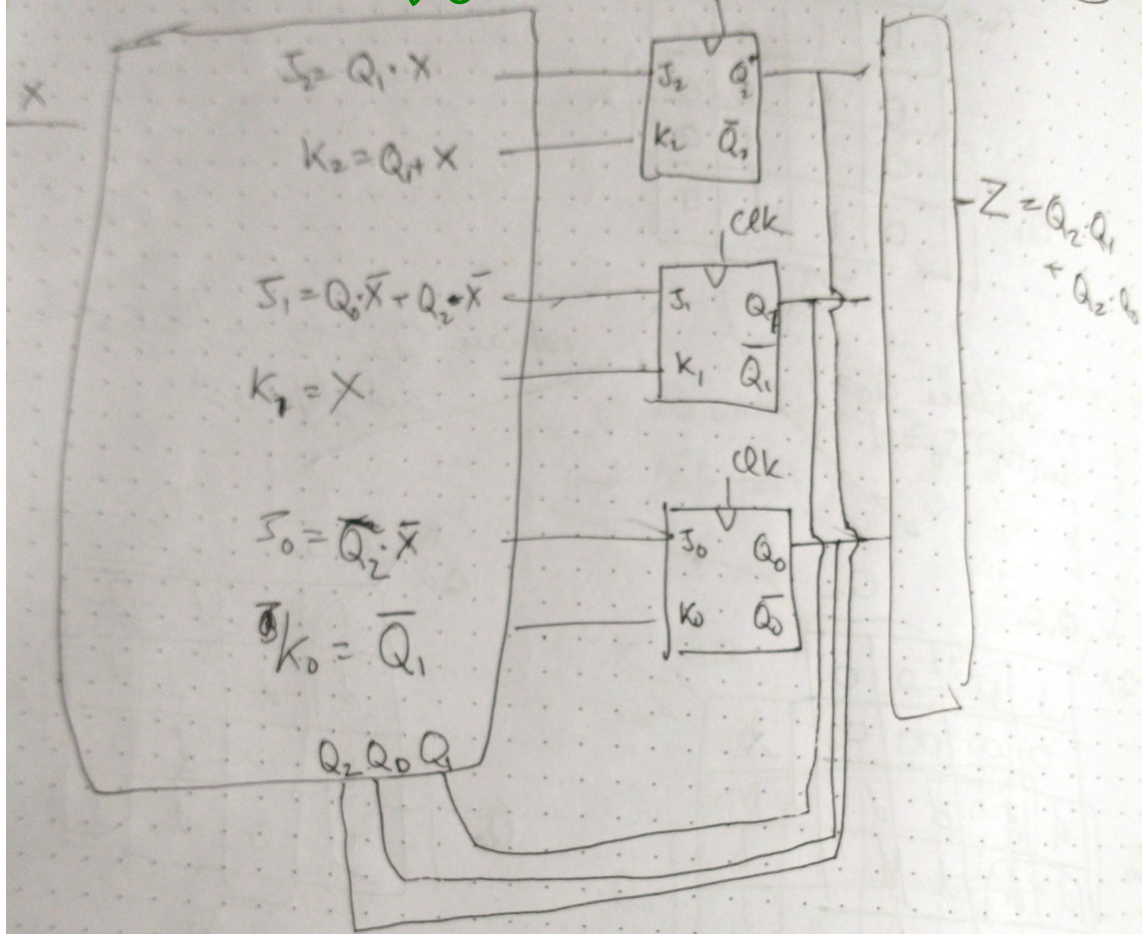 X
J₂ = Q₁ · X
K₂ = Q₁ + X
J₁ = Q₀·X̄ + Q₂·X̄
K₁ = X
J₀ = Q̄₂·X̄
K₀ = Q̄₁
Q₂ Q₀ Q₁
J₂ Q₂
K₂ Q̄₂
clk
J₁ Q₁
K₁ Q̄₁
clk
J₀ Q₀
K₀ Q̄₀
Z = Q₂·Q₁
+ Q₂·Q₀